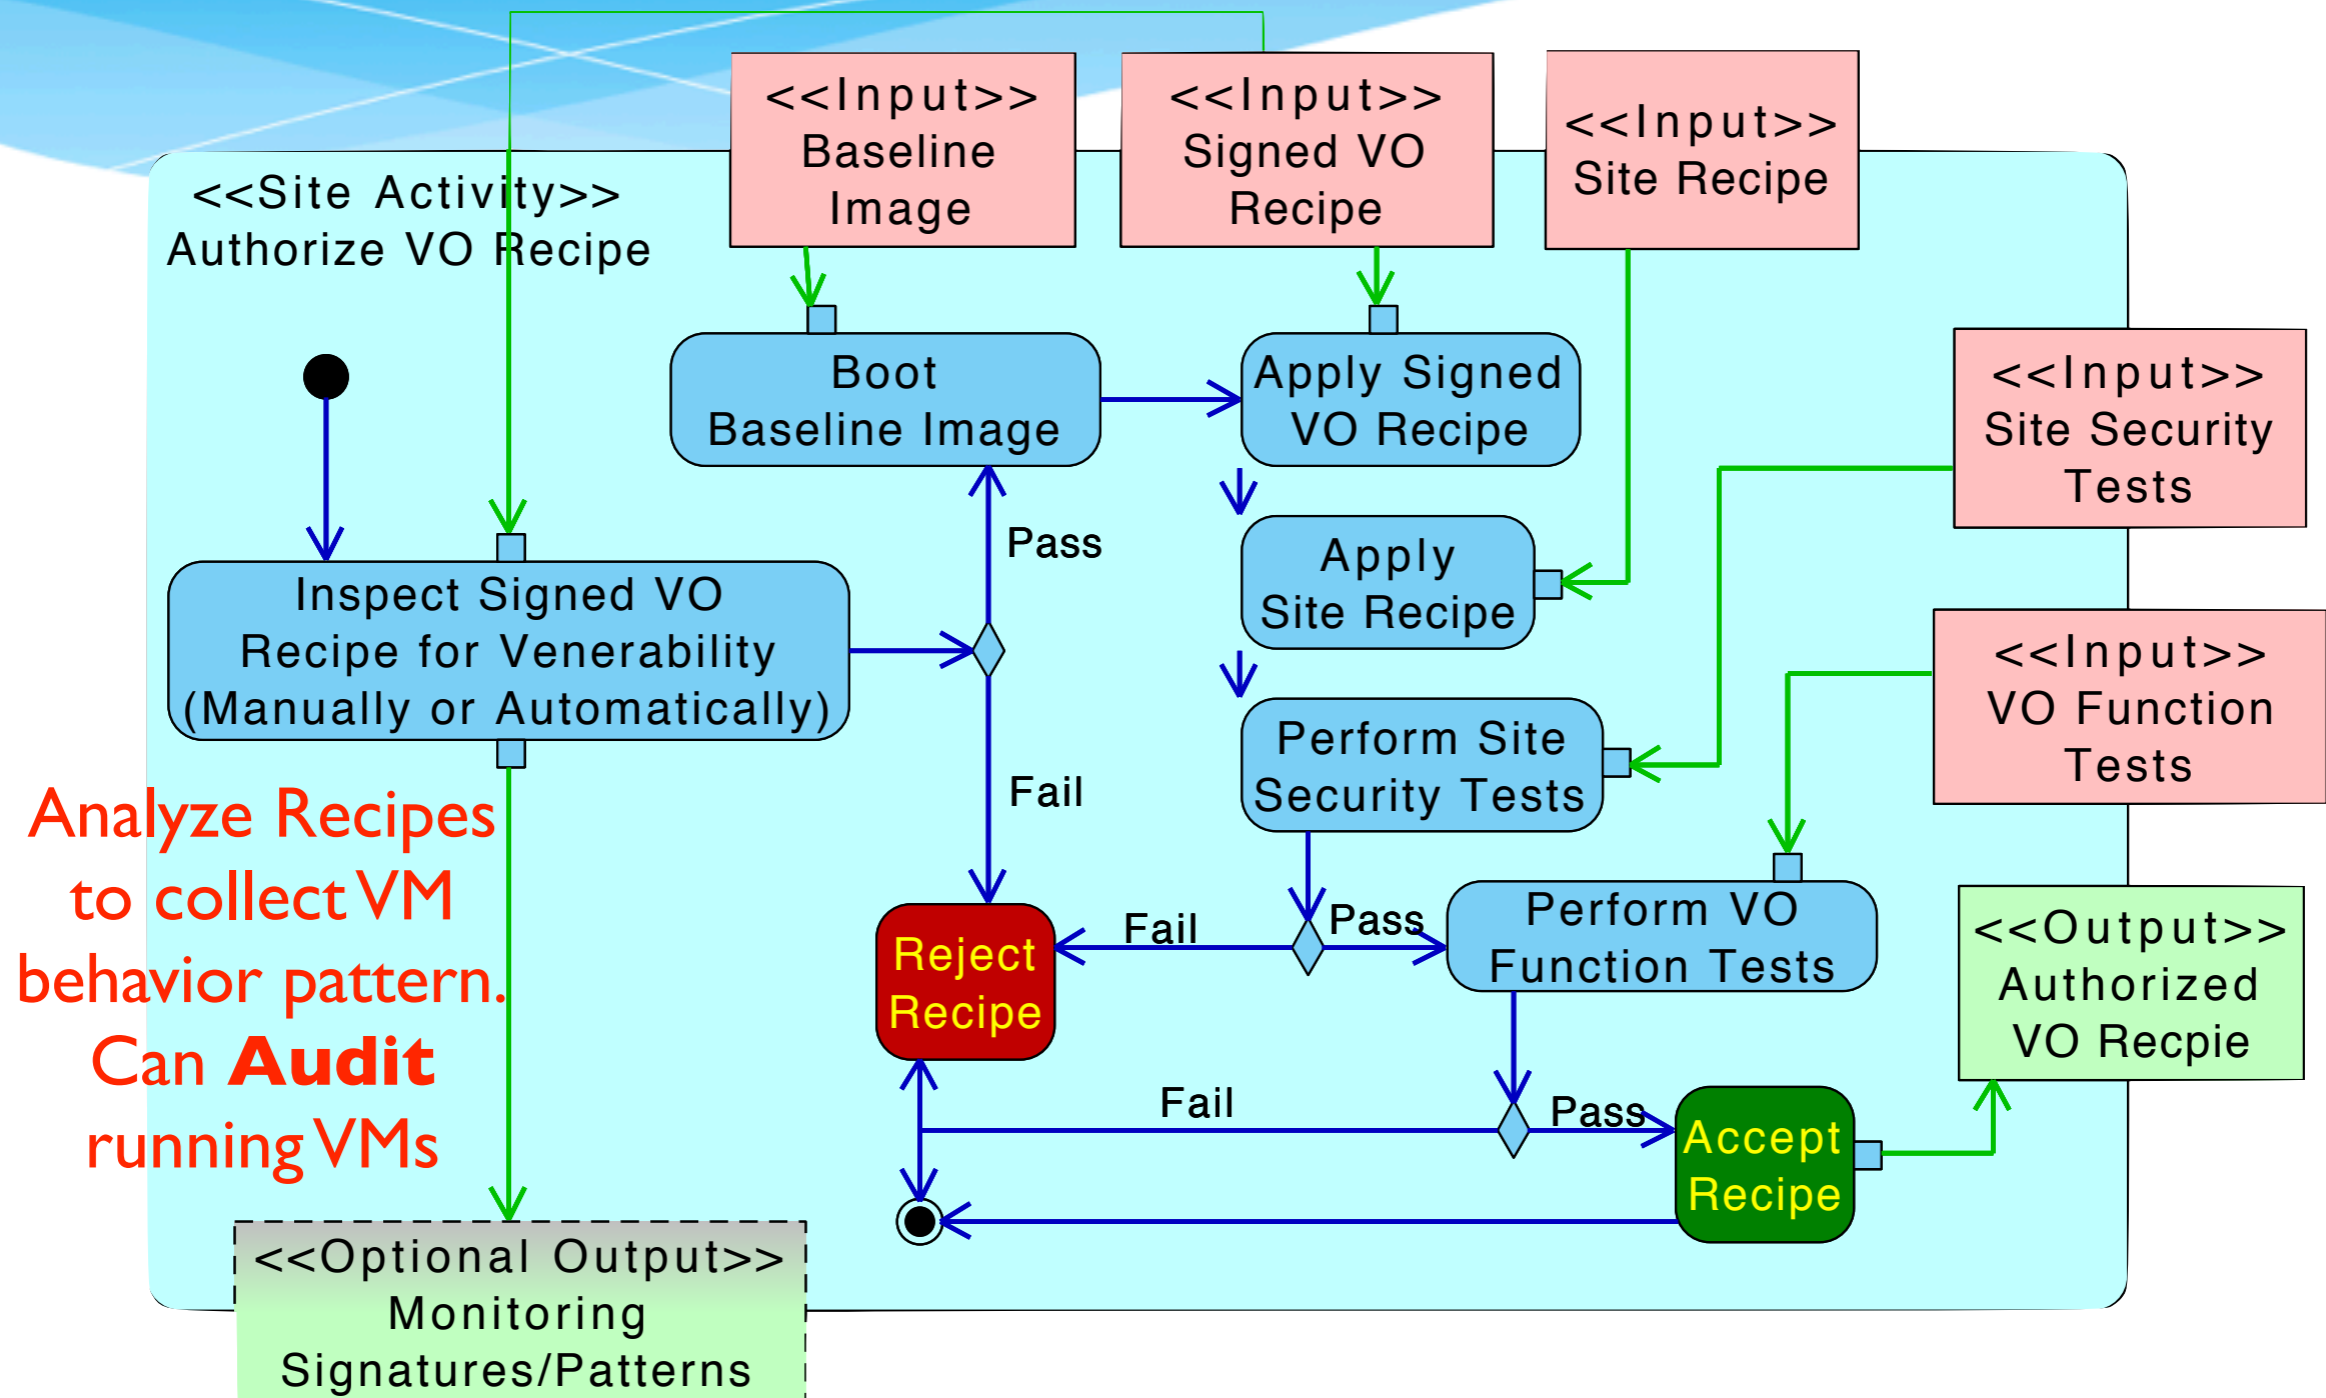 <<Input>>
Baseline
Image
<<Input>>
Signed VO
Recipe
<<Input>>
Site Recipe
<<Site Activity>>
Authorize VO Recipe
Boot
Baseline Image
Apply Signed
VO Recipe
<<Input>>
Site Security
Tests
Pass
Apply
Site Recipe
Inspect Signed VO
Recipe for Venerability
(Manually or Automatically)
<<Input>>
VO Function
Tests
Perform Site
Security Tests
Fail
Analyze Recipes
to collect VM
behavior pattern.
Can Audit
running VMs
Reject
Recipe
Fail
Pass
Perform VO
Function Tests
<<Output>>
Authorized
VO Recpie
Fail
Pass
Accept
Recipe
<<Optional Output>>
Monitoring
Signatures/Patterns